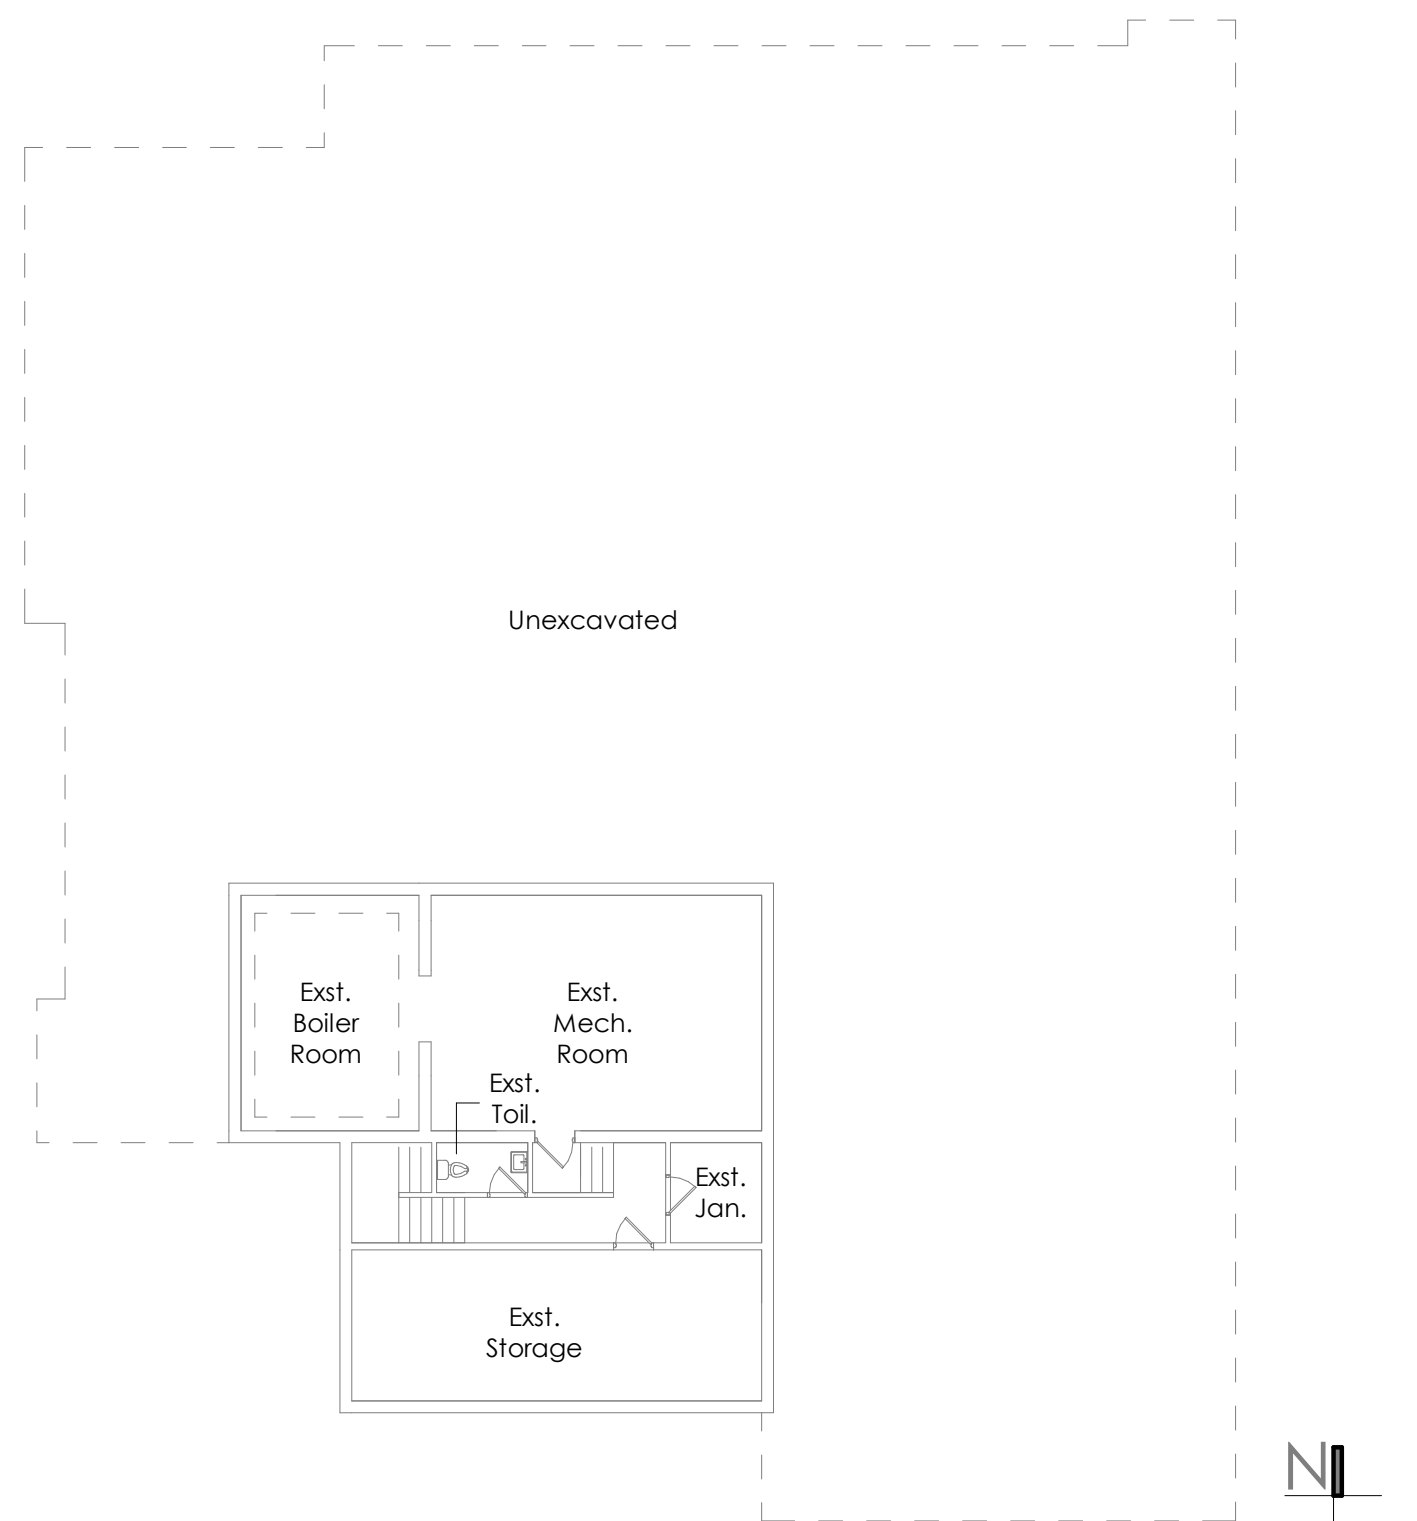 Unexcavated
Exst.
Boiler
Room
Exst.
Mech.
Room
Exst.
Toil.
Exst.
Jan.
Exst.
Storage
N